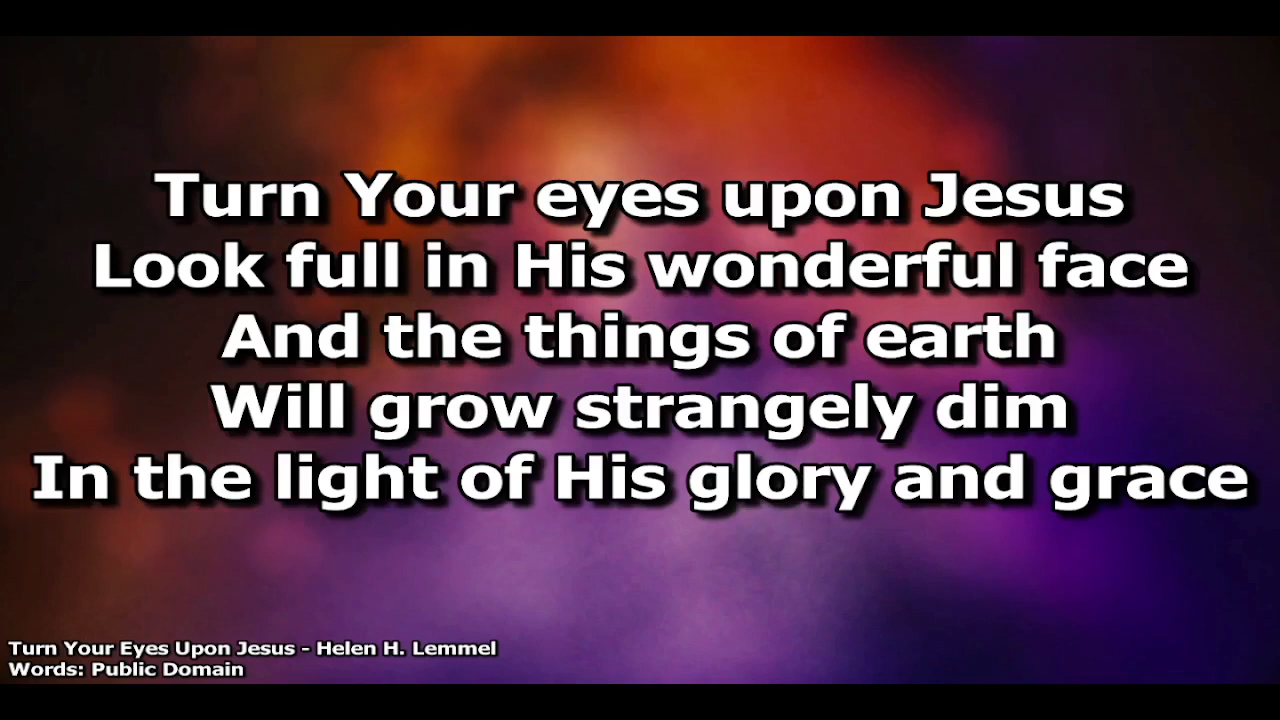 Turn Your eyes upon Jesus
Look full in His wonderful face
And the things of earth
Will grow strangely dim
In the light of His glory and grace
Turn Your Eyes Upon Jesus - Helen H. Lemmel
Words: Public Domain